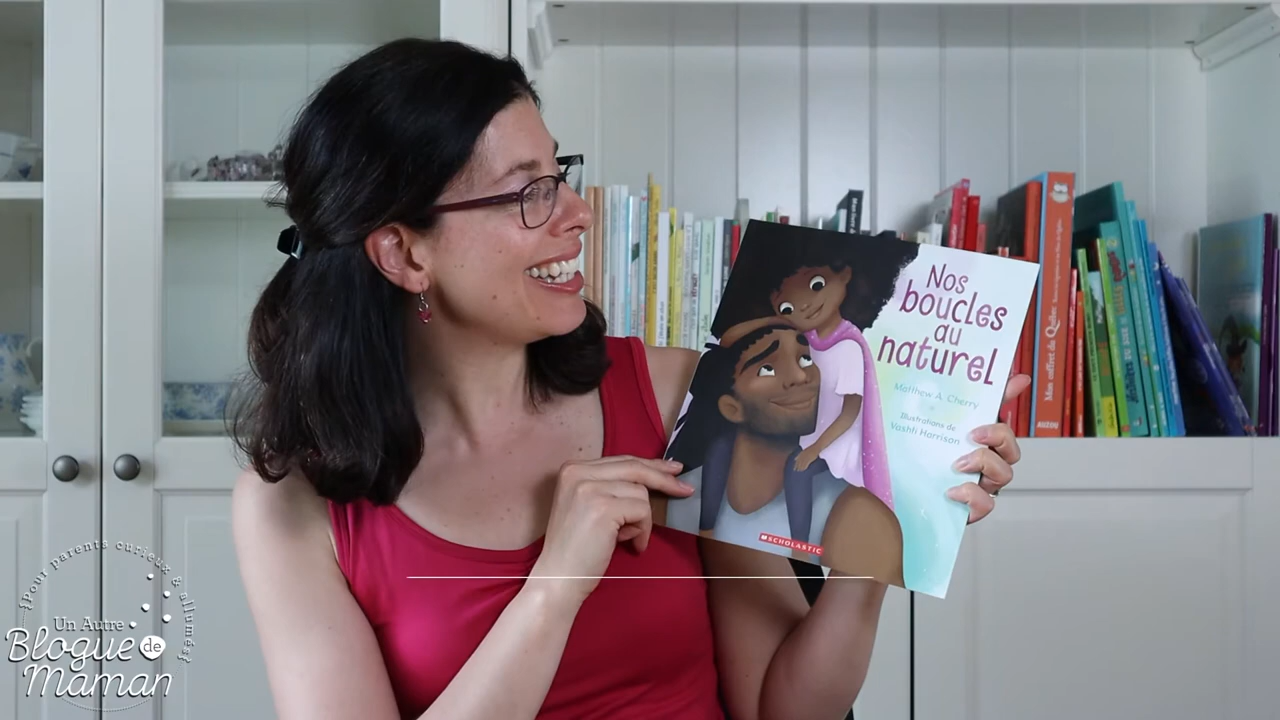 Nos
boucles
au
naturel
Matthew A. Cherry
Illustrations de
Vashti Harrison
SCHOLASTIC
Mon coffret du Québec
AUZOU
Pour parents curieux & allumés
Un Autre
Blogue de
Maman